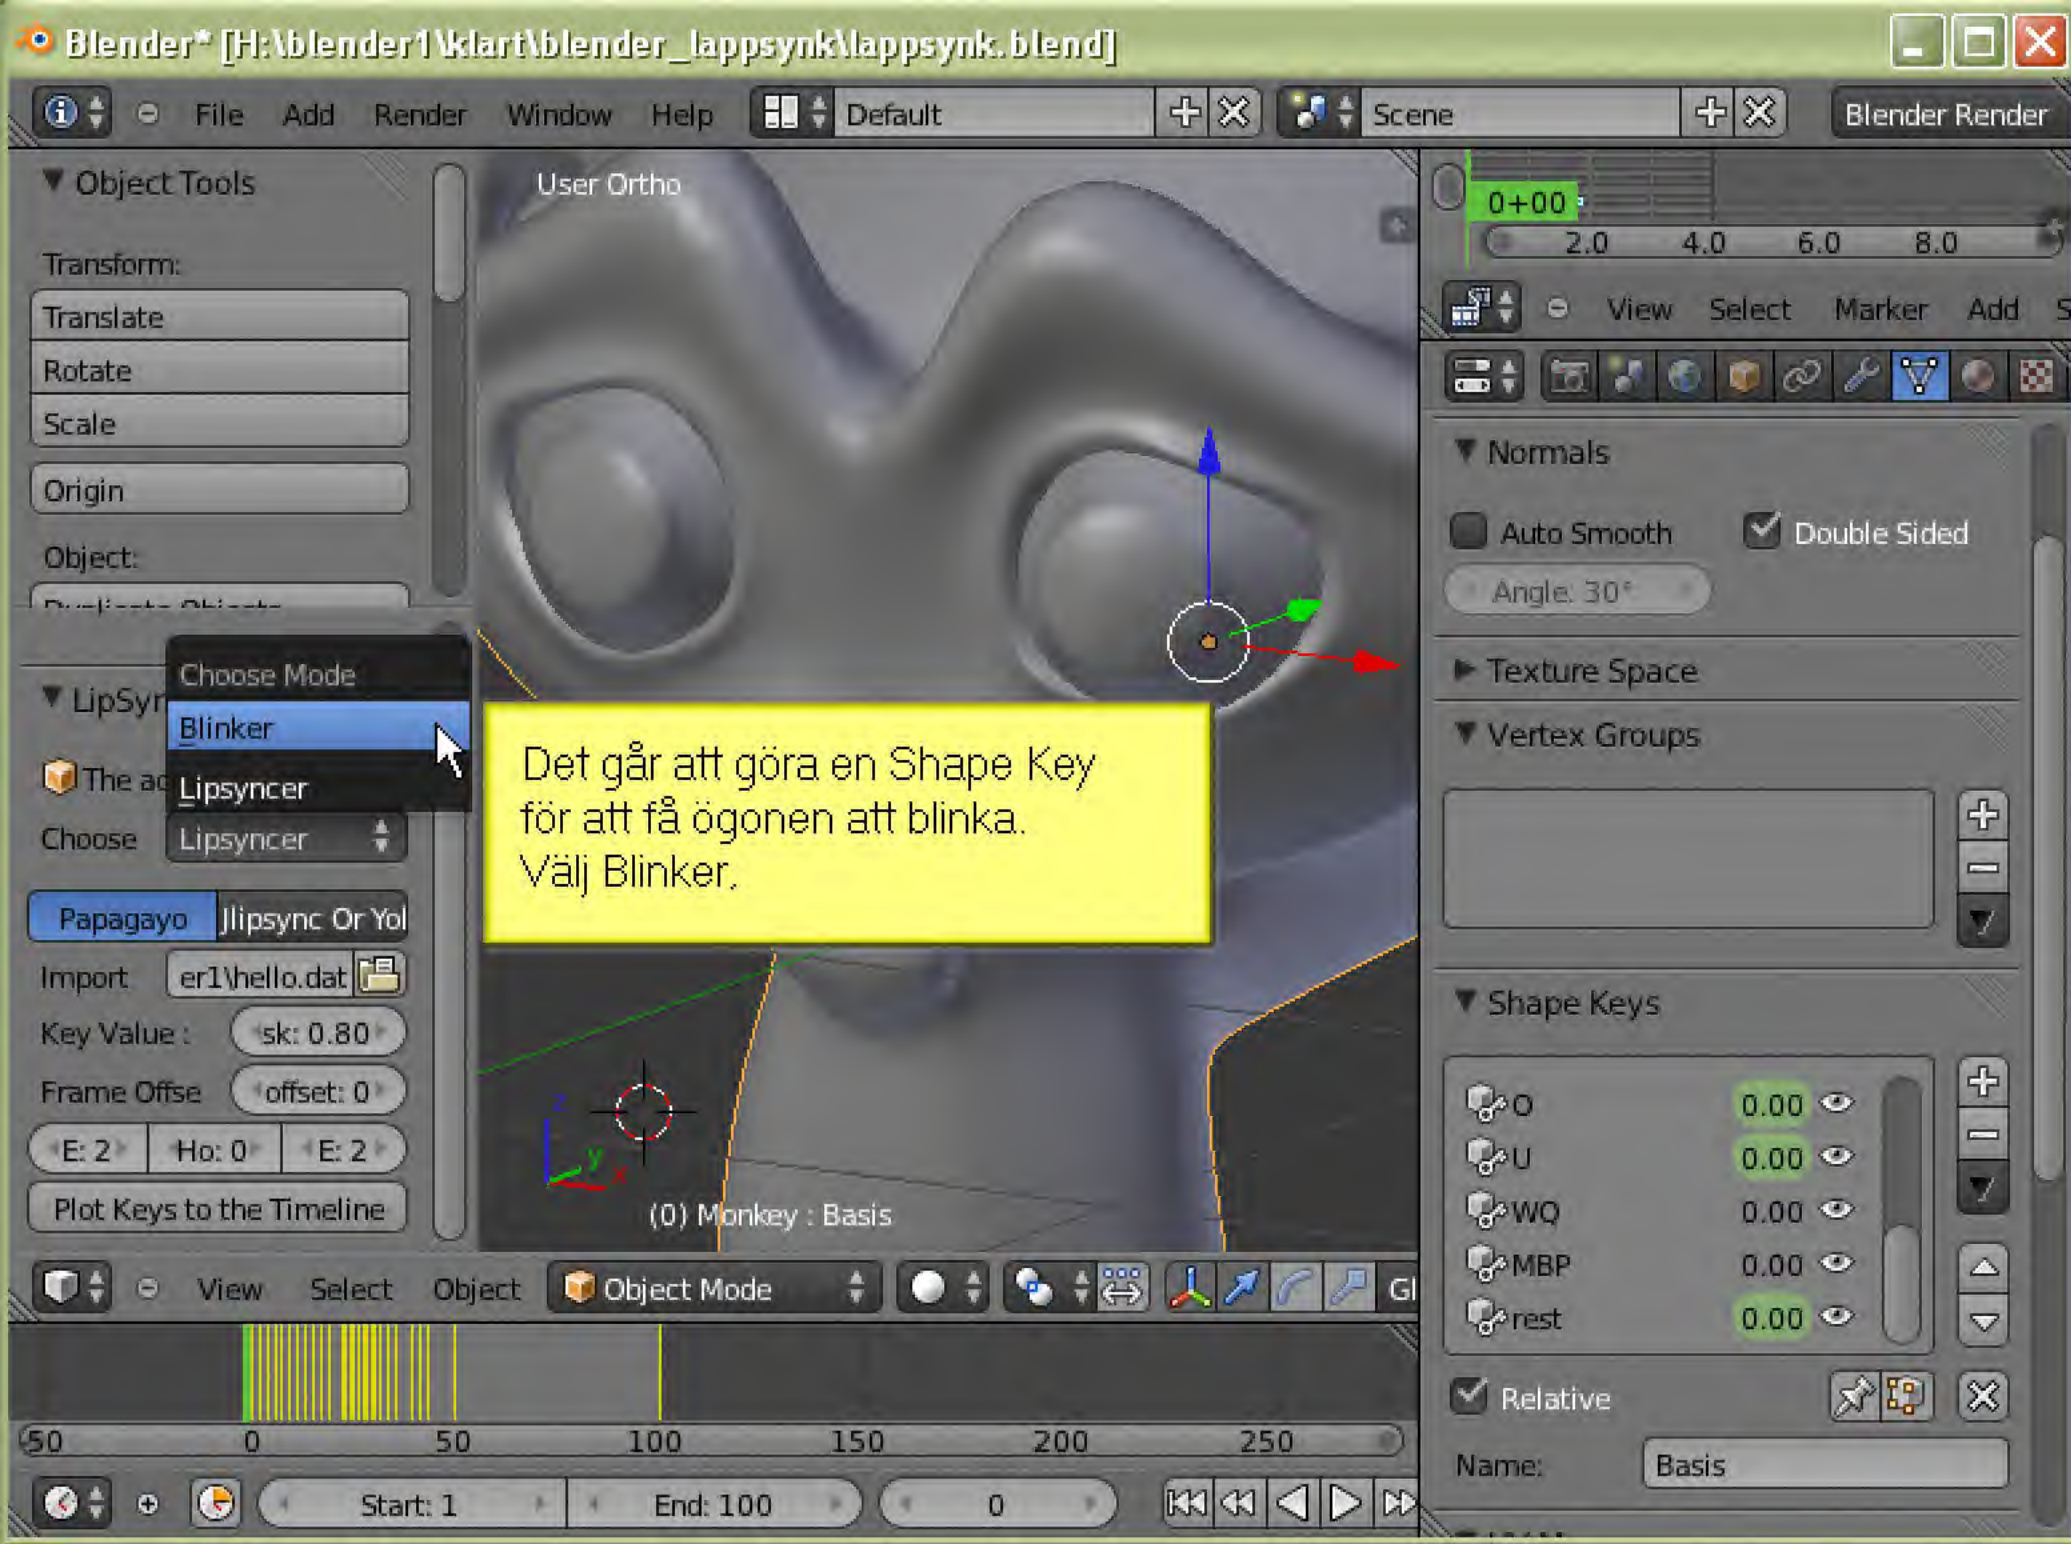 Blender* [H:\blender1\klart\blender_lappsynk\lappsynk.blend]
File Add Render Window Help Default Scene Blender Render
Object Tools
Transform:
Translate
Rotate
Scale
Origin
Object:
Duplicate Objects
Choose Mode
Blinker
Lipsyncer
LipSyn
The ac
Choose Lipsyncer
Papagayo Jlipsync Or Yol
Import er1\hello.dat
Key Value : sk: 0.80
Frame Offse offset: 0
E: 2 Ho: 0 E: 2
Plot Keys to the Timeline
User Ortho
Det går att göra en Shape Key
för att få ögonen att blinka.
Välj Blinker,
z
y
x
(0) Monkey : Basis
View Select Object Object Mode Gl
-50 0 50 100 150 200 250
Start: 1 End: 100 0
0+00
2.0 4.0 6.0 8.0
View Select Marker Add S
Normals
Auto Smooth Double Sided
Angle: 30°
Texture Space
Vertex Groups
Shape Keys
O 0.00
U 0.00
WQ 0.00
MBP 0.00
rest 0.00
Relative
Name: Basis